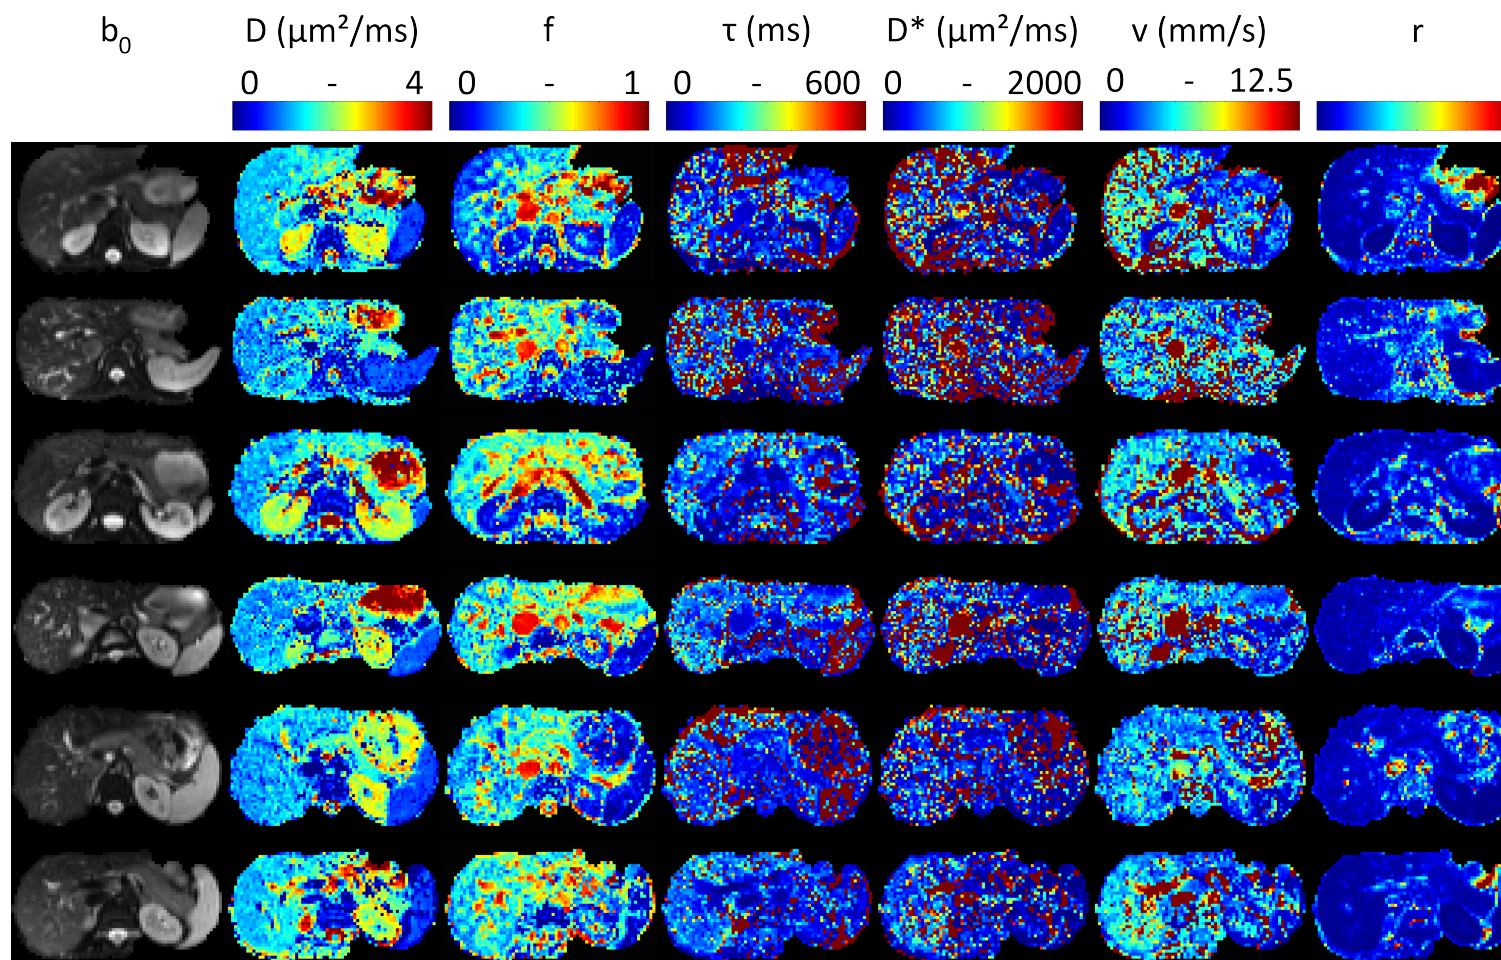 b₀ D (μm²/ms) f τ (ms) D* (μm²/ms) v (mm/s) r
0 - 4 0 - 1 0 - 600 0 - 2000 0 - 12.5